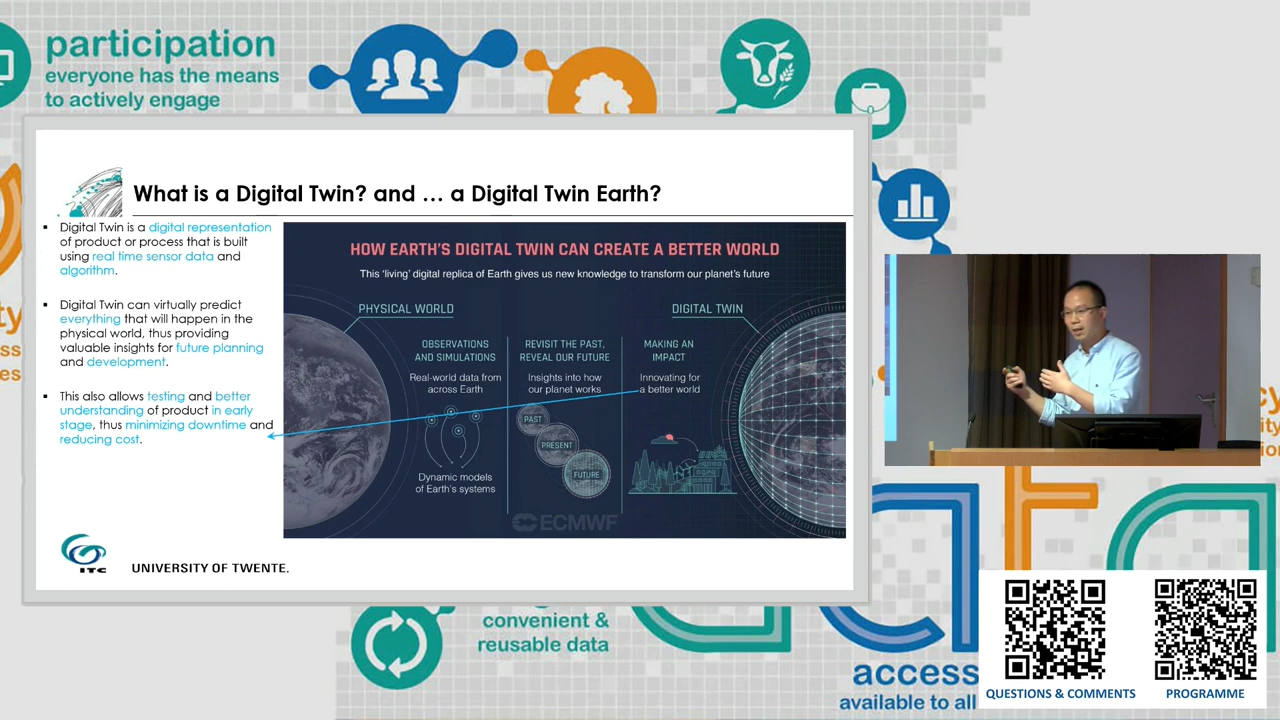 participation
everyone has the means
to actively engage
What is a Digital Twin? and … a Digital Twin Earth?
▪ Digital Twin is a digital representation
of product or process that is built
using real time sensor data and
algorithm.
▪ Digital Twin can virtually predict
everything that will happen in the
physical world, thus providing
valuable insights for future planning
and development.
▪ This also allows testing and better
understanding of product in early
stage, thus minimizing downtime and
reducing cost.
HOW EARTH'S DIGITAL TWIN CAN CREATE A BETTER WORLD
This 'living' digital replica of Earth gives us new knowledge to transform our planet's future
PHYSICAL WORLD
DIGITAL TWIN
OBSERVATIONS
AND SIMULATIONS
Real-world data from
across Earth
Dynamic models
of Earth's systems
REVISIT THE PAST,
REVEAL OUR FUTURE
Insights into how
our planet works
PAST
PRESENT
FUTURE
MAKING AN
IMPACT
Innovating for
a better world
ECMWF
ITC
UNIVERSITY OF TWENTE.
convenient &
reusable data
access
available to all
QUESTIONS & COMMENTS
PROGRAMME